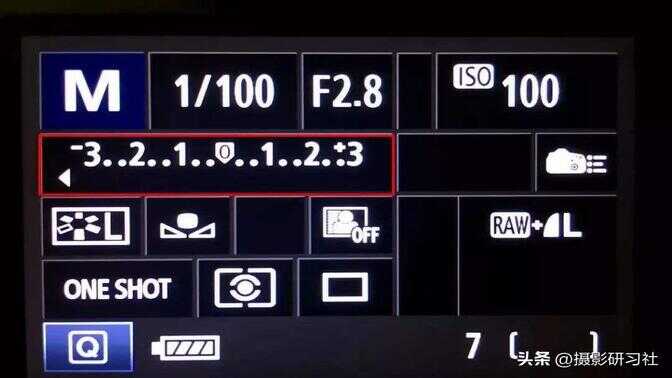 M 1/100 F2.8 ISO 100
-3..2..1..0..1..2.+3
L OFF RAW+L
ONE SHOT
Q 7 [ ]
头条 @摄影研习社